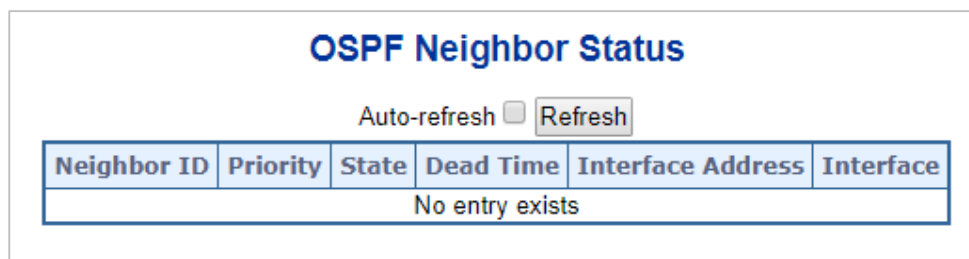 OSPF Neighbor Status
Auto-refresh Refresh
Neighbor ID Priority State Dead Time Interface Address Interface
No entry exists